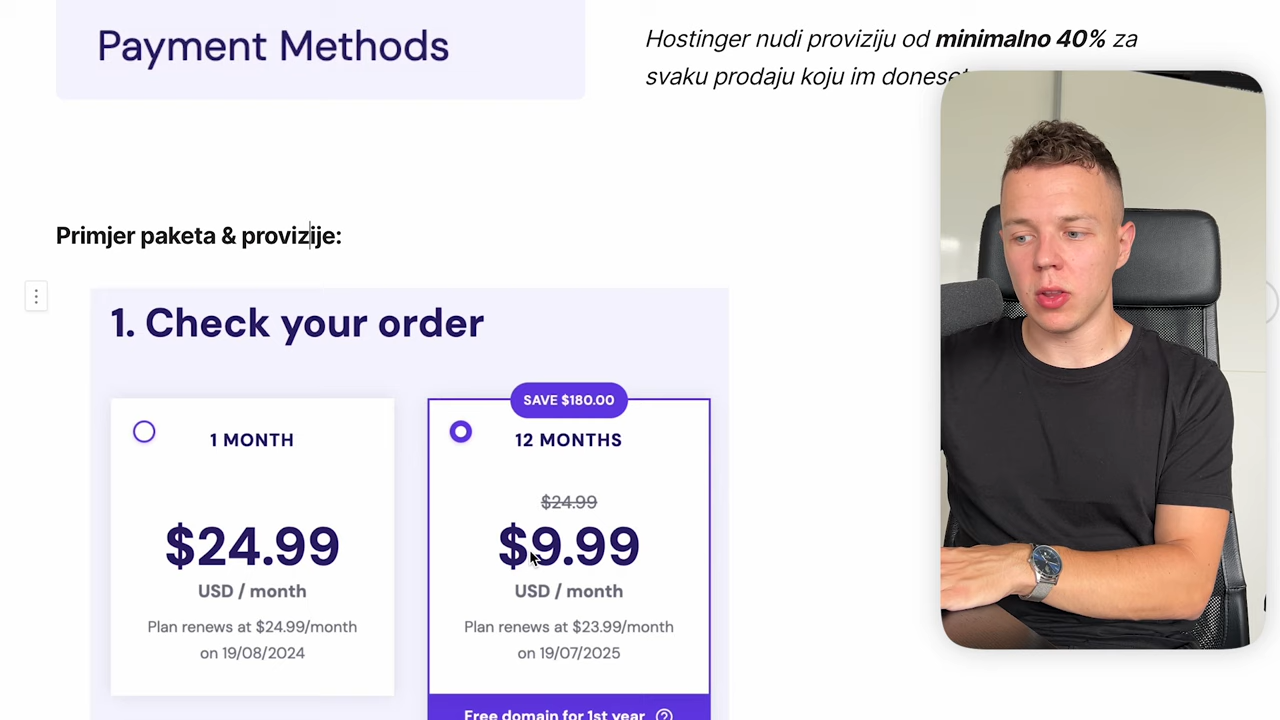 Payment Methods
Hostinger nudi proviziju od minimalno 40% za
svaku prodaju koju im
Primjer paketa & provizije:
1. Check your order
SAVE $180.00
1 MONTH
$24.99
USD / month
Plan renews at $24.99/month
on 19/08/2024
12 MONTHS
$24.99
$9.99
USD / month
Plan renews at $23.99/month
on 19/07/2025
Free domain for 1st year